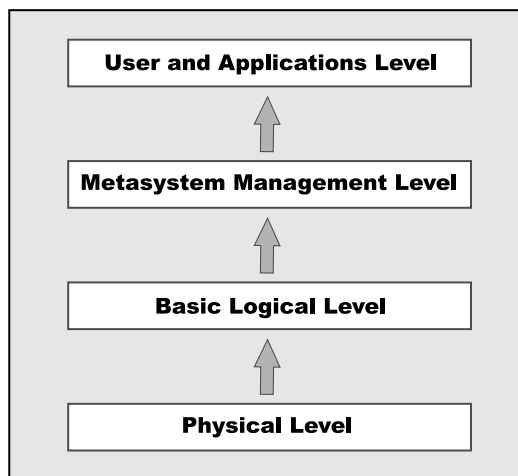 User and Applications Level
Metasystem Management Level
Basic Logical Level
Physical Level